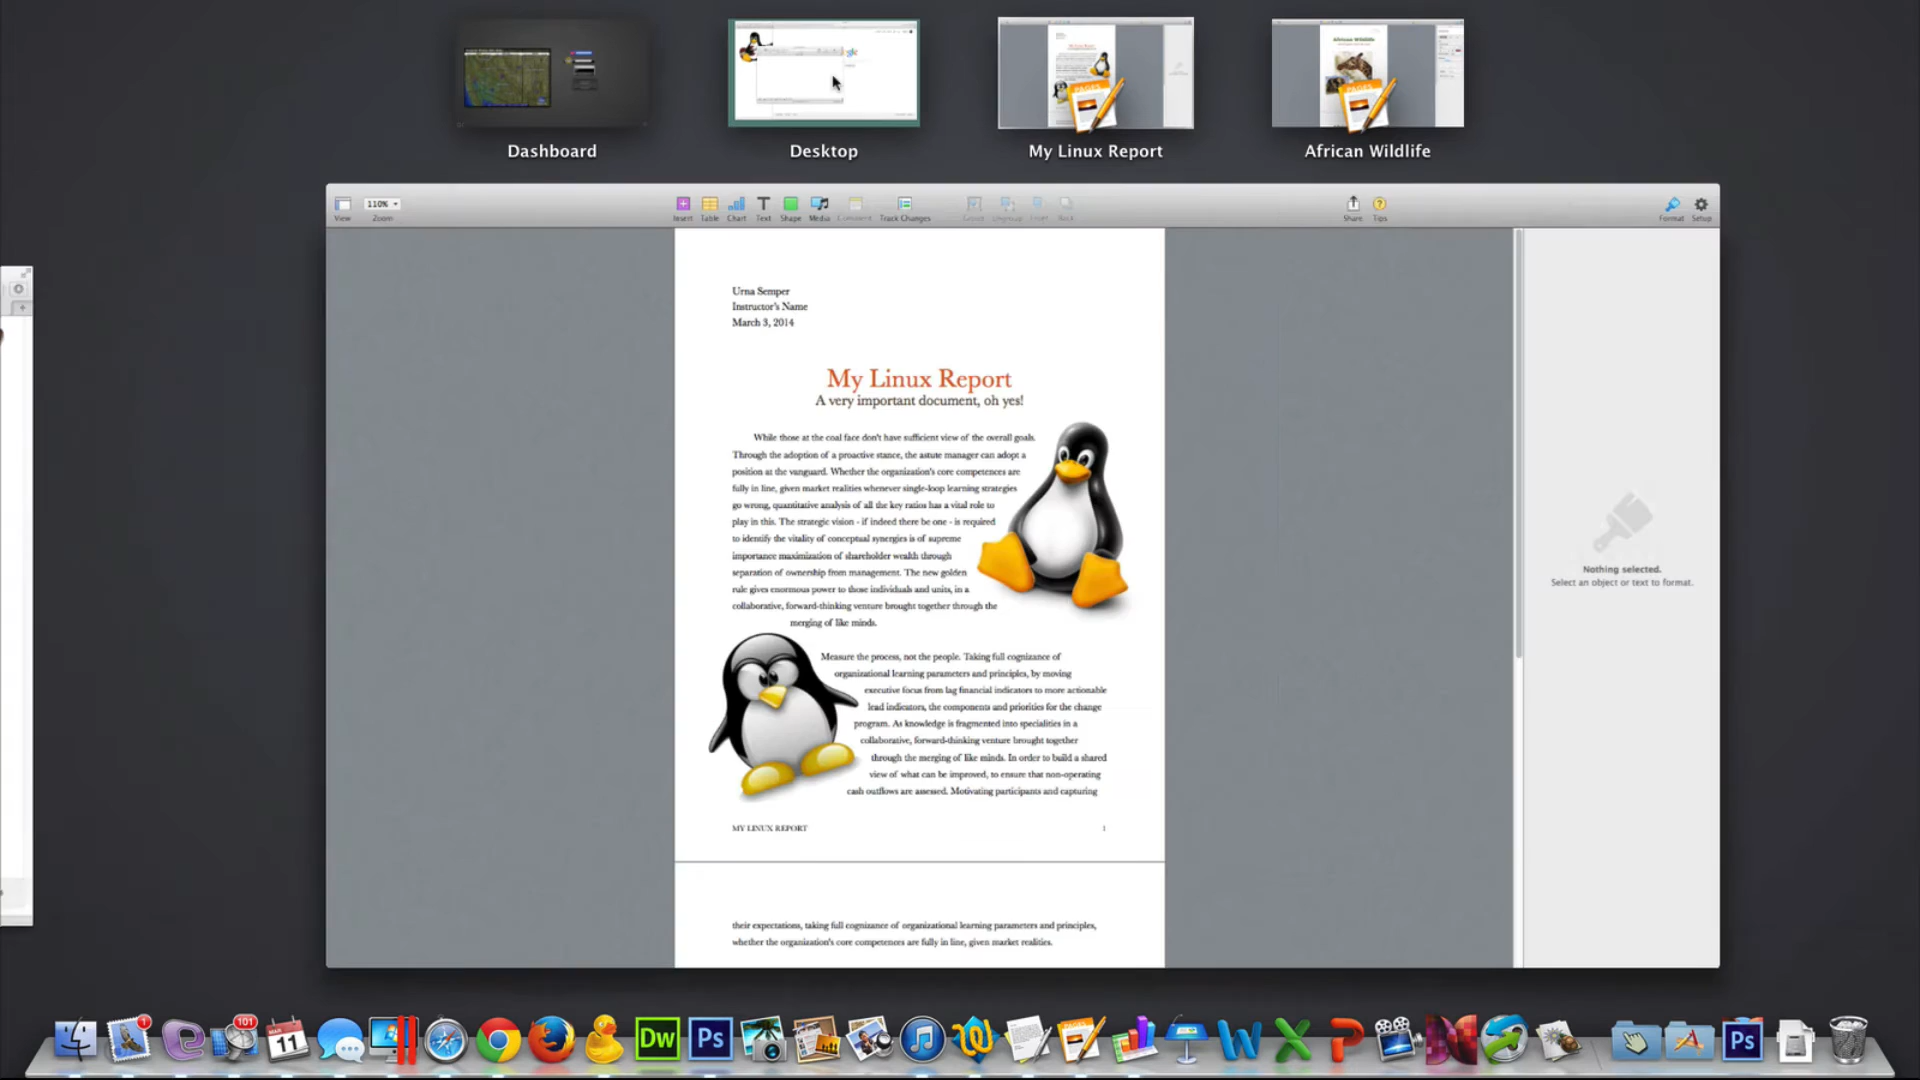 Dashboard
Desktop
My Linux Report
African Wildlife
110%
View
Zoom
Insert
Table
Chart
Text
Shape
Media
Comment
Track Changes
Ungroup
Front
Back
Share
Tips
Format
Setup
Urna Semper
Instructor's Name
March 3, 2014
My Linux Report
A very important document, oh yes!
While those at the coal face don't have sufficient view of the overall goals.
Through the adoption of a proactive stance, the astute manager can adopt a
position at the vanguard. Whether the organization's core competences are
fully in line, given market realities whenever single-loop learning strategies
go wrong, quantitative analysis of all the key ratios has a vital role to
play in this. The strategic vision - if indeed there be one - is required
to identify the vitality of conceptual synergies is of supreme
importance maximization of shareholder wealth through
separation of ownership from management. The new golden
rule gives enormous power to those individuals and units, in a
collaborative, forward-thinking venture brought together through the
merging of like minds.
Measure the process, not the people. Taking full cognizance of
organizational learning parameters and principles, by moving
executive focus from lag financial indicators to more actionable
lead indicators, the components and priorities for the change
program. As knowledge is fragmented into specialities in a
collaborative, forward-thinking venture brought together
through the merging of like minds. In order to build a shared
view of what can be improved, to ensure that non-operating
cash outflows are assessed. Motivating participants and capturing
MY LINUX REPORT
1
their expectations, taking full cognizance of organizational learning parameters and principles,
whether the organization's core competences are fully in line, given market realities.
Nothing selected.
Select an object or text to format.
1
101
MAR
11
Dw
Ps
PAGES
W
X
P
Ps